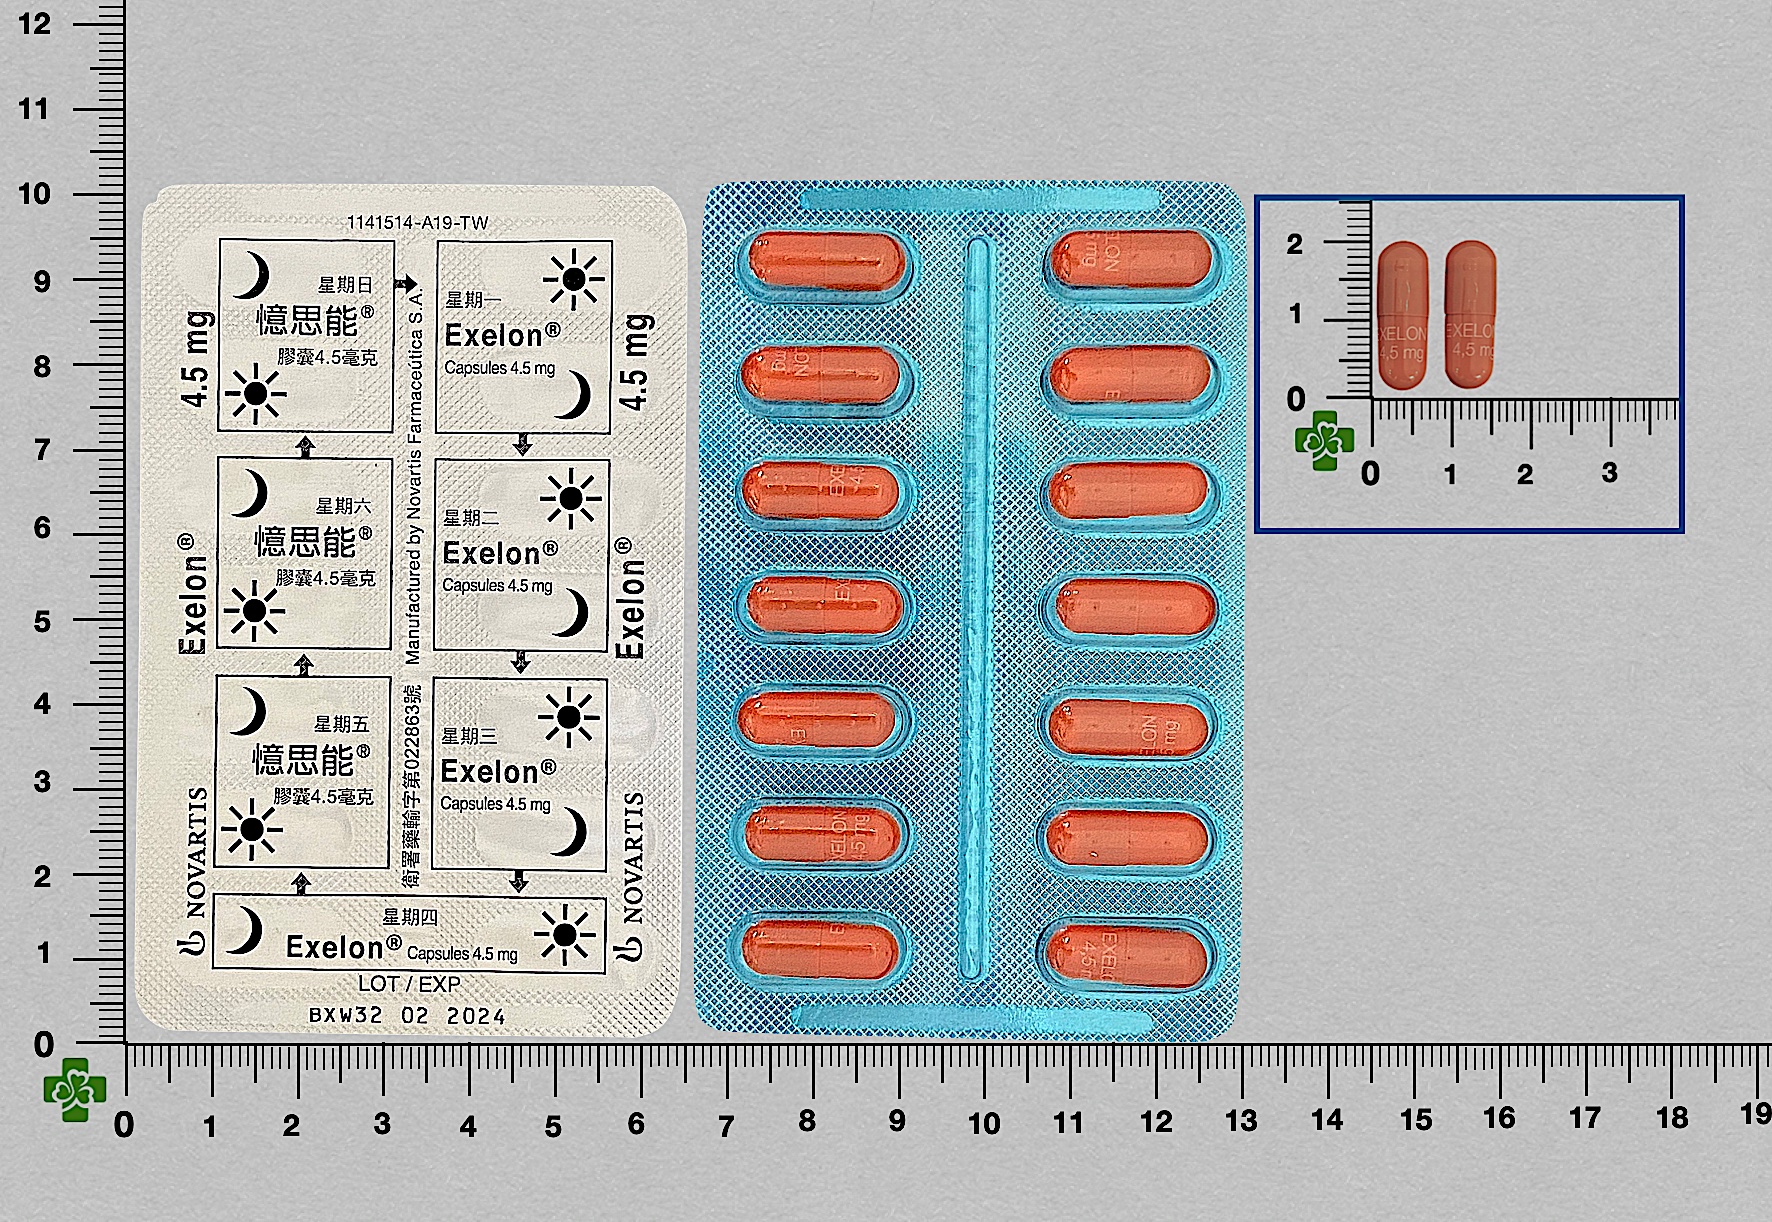 1141514-A19-TW
星期日
憶思能®
膠囊4.5毫克
星期一
Exelon®
Capsules 4.5 mg
星期六
憶思能®
膠囊4.5毫克
星期二
Exelon®
Capsules 4.5 mg
星期五
憶思能®
膠囊4.5毫克
星期三
Exelon®
Capsules 4.5 mg
星期四
Exelon® Capsules 4.5 mg
LOT / EXP
BXW32 02 2024
NOVARTIS Exelon® 4.5 mg
衛署藥輸字第022863號 Manufactured by Novartis Farmacéutica S.A.
NOVARTIS Exelon® 4.5 mg
EXELON
4,5 mg
12
11
10
9
8
7
6
5
4
3
2
1
0
0 1 2 3 4 5 6 7 8 9 10 11 12 13 14 15 16 17 18 19
2
1
0
0 1 2 3